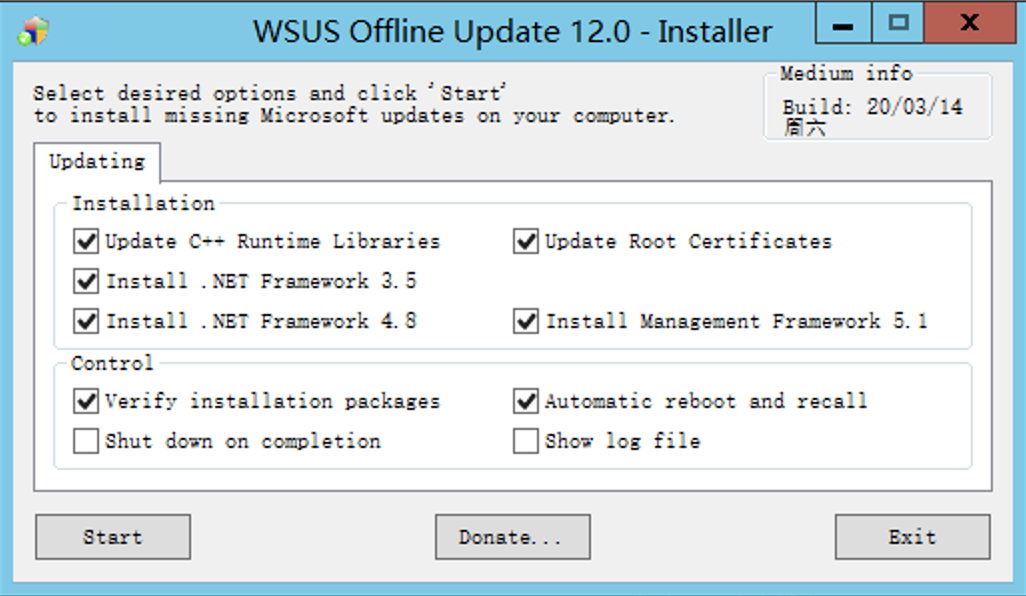 WSUS Offline Update 12.0 - Installer
Select desired options and click 'Start'
to install missing Microsoft updates on your computer.
Medium info
Build: 20/03/14
周六
Updating
Installation
Update C++ Runtime Libraries
Update Root Certificates
Install .NET Framework 3.5
Install .NET Framework 4.8
Install Management Framework 5.1
Control
Verify installation packages
Automatic reboot and recall
Shut down on completion
Show log file
Start
Donate...
Exit